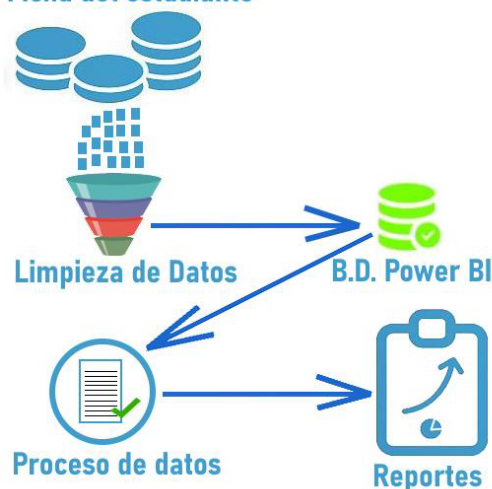 Limpieza de Datos
B.D. Power BI
Proceso de datos
Reportes